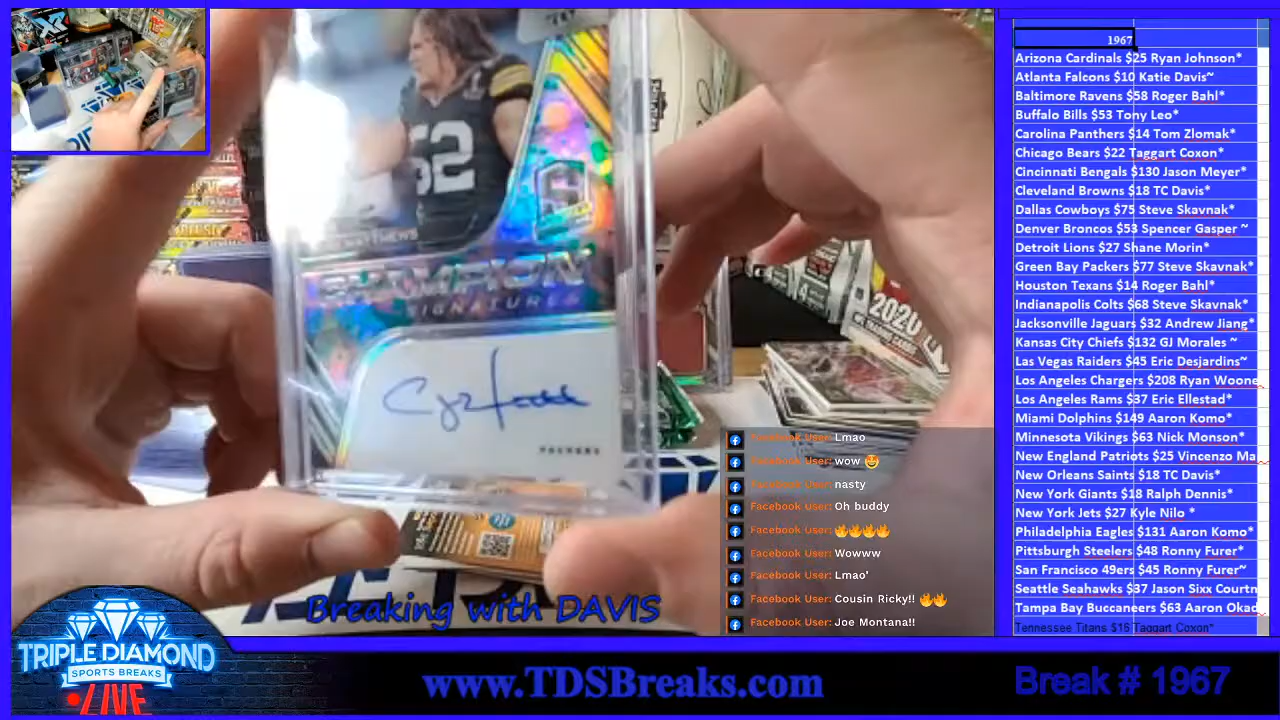 52
MATTHEWS
CHAMPION
SIGNATURES
PACKERS
2020
NFL TRADING CARDS
1967
Arizona Cardinals $25 Ryan Johnson*
Atlanta Falcons $10 Katie Davis~
Baltimore Ravens $58 Roger Bahl*
Buffalo Bills $53 Tony Leo*
Carolina Panthers $14 Tom Zlomak*
Chicago Bears $22 Taggart Coxon*
Cincinnati Bengals $130 Jason Meyer*
Cleveland Browns $18 TC Davis*
Dallas Cowboys $75 Steve Skavnak*
Denver Broncos $53 Spencer Gasper ~
Detroit Lions $27 Shane Morin*
Green Bay Packers $77 Steve Skavnak*
Houston Texans $14 Roger Bahl*
Indianapolis Colts $68 Steve Skavnak*
Jacksonville Jaguars $32 Andrew Jiang*
Kansas City Chiefs $132 GJ Morales ~
Las Vegas Raiders $45 Eric Desjardins~
Los Angeles Chargers $208 Ryan Woone
Los Angeles Rams $37 Eric Ellestad*
Miami Dolphins $149 Aaron Komo*
Minnesota Vikings $63 Nick Monson*
New England Patriots $25 Vincenzo Ma
New Orleans Saints $18 TC Davis*
New York Giants $18 Ralph Dennis*
New York Jets $27 Kyle Nilo *
Philadelphia Eagles $131 Aaron Komo*
Pittsburgh Steelers $48 Ronny Furer*
San Francisco 49ers $45 Ronny Furer~
Seattle Seahawks $37 Jason Sixx Courtn
Tampa Bay Buccaneers $63 Aaron Okad
Tennessee Titans $16 Taggart Coxon*
Facebook User: Lmao
Facebook User: wow 🤩
Facebook User: nasty
Facebook User: Oh buddy
Facebook User: 🔥🔥🔥🔥
Facebook User: Wowww
Facebook User: Lmao'
Facebook User: Cousin Ricky!! 🔥🔥
Facebook User: Joe Montana!!
Breaking with DAVIS
TRIPLE DIAMOND
SPORTS BREAKS
LIVE
www.TDSBreaks.com
Break # 1967